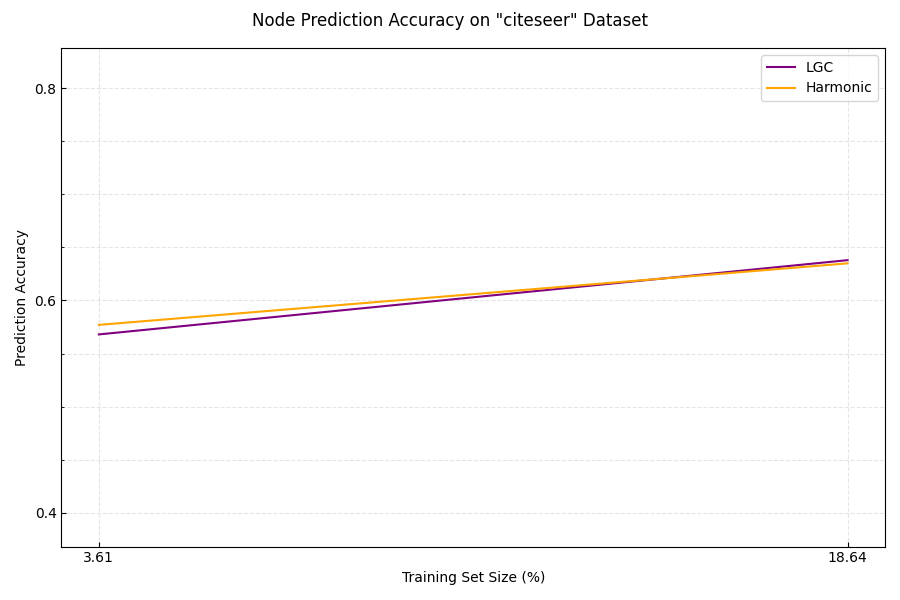 Node Prediction Accuracy on "citeseer" Dataset
LGC
Harmonic
0.8
0.6
0.4
Prediction Accuracy
3.61
18.64
Training Set Size (%)